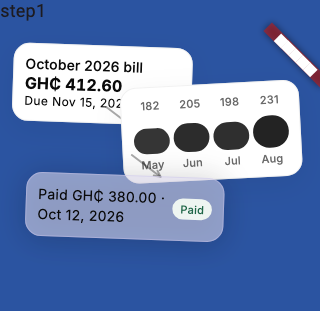 step1
October 2026 bill
GH₵ 412.60
Due Nov 15, 202
182 205 198 231
May Jun Jul Aug
Paid GH₵ 380.00 ·
Oct 12, 2026
Paid